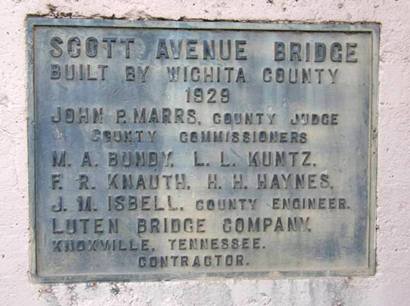 SCOTT AVENUE BRIDGE
BUILT BY WICHITA COUNTY
1929
JOHN P. MARRS, COUNTY JUDGE
COUNTY COMMISSIONERS
M. A. BUNDY, L. L. KUNTZ,
F. R. KNAUTH, H. H. HAYNES,
J. M. ISBELL, COUNTY ENGINEER.
LUTEN BRIDGE COMPANY,
KNOXVILLE, TENNESSEE.
CONTRACTOR.